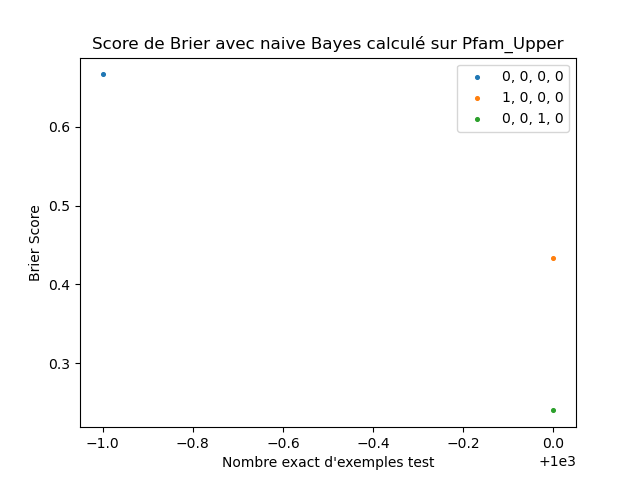 Score de Brier avec naive Bayes calculé sur Pfam_Upper
0, 0, 0, 0
1, 0, 0, 0
0, 0, 1, 0
0.6
0.5
0.4
0.3
Brier Score
−1.0 −0.8 −0.6 −0.4 −0.2 0.0
+1e3
Nombre exact d'exemples test